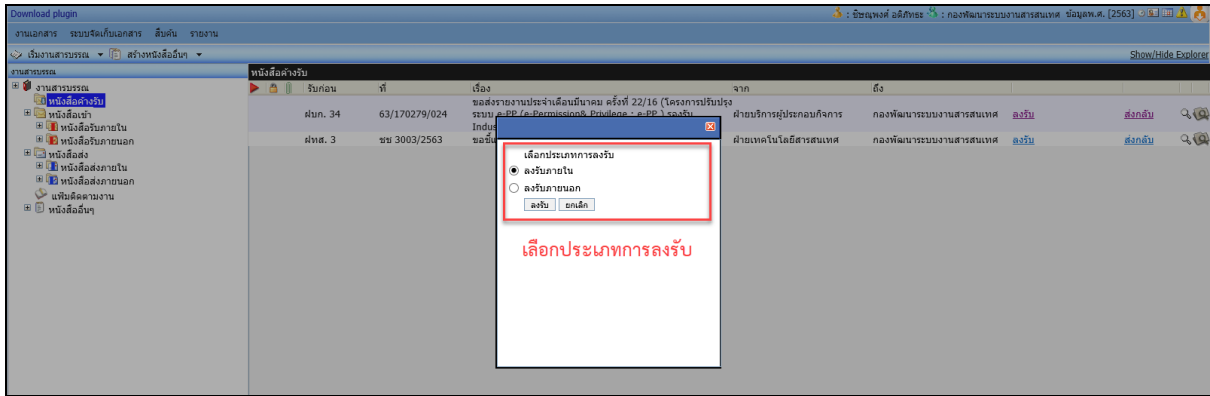 Download plugin
: ชิษณุพงศ์ อดิภัทธะ : กองพัฒนาระบบงานสารสนเทศ ข้อมูลพ.ศ. [2563]
งานเอกสาร ระบบจัดเก็บเอกสาร สืบค้น รายงาน
เริ่มงานสารบรรณ สร้างหนังสืออื่นๆ Show/Hide Explorer
งานสารบรรณ
หนังสือค้างรับ
งานสารบรรณ
หนังสือค้างรับ
หนังสือเข้า
หนังสือรับภายใน
หนังสือรับภายนอก
หนังสือส่ง
หนังสือส่งภายใน
หนังสือส่งภายนอก
แฟ้มติดตามงาน
หนังสืออื่นๆ
รับก่อน ที่ เรื่อง จาก ถึง
ขอส่งรายงานประจำเดือนมีนาคม ครั้งที่ 22/16 (โครงการปรับปรุง
ฝบก. 34 63/170279/024 ระบบ e-PP (e-Permission& Privilege : e-PP ) รองรับ ฝ่ายบริการผู้ประกอบกิจการ กองพัฒนาระบบงานสารสนเทศ ลงรับ ส่งกลับ
Indus
ฝทส. 3 ซซ 3003/2563 ฝ่ายเทคโนโลยีสารสนเทศ กองพัฒนาระบบงานสารสนเทศ ลงรับ ส่งกลับ
เลือกประเภทการลงรับ
ลงรับภายใน
ลงรับภายนอก
ลงรับ ยกเลิก
เลือกประเภทการลงรับ